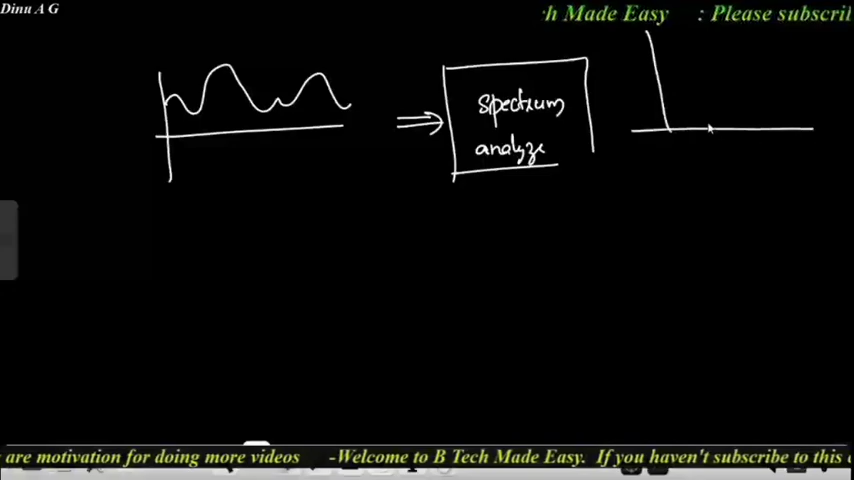 Dinu A G
h Made Easy : Please subscril
spectrum
analyze
are motivation for doing more videos -Welcome to B Tech Made Easy. If you haven't subscribe to this